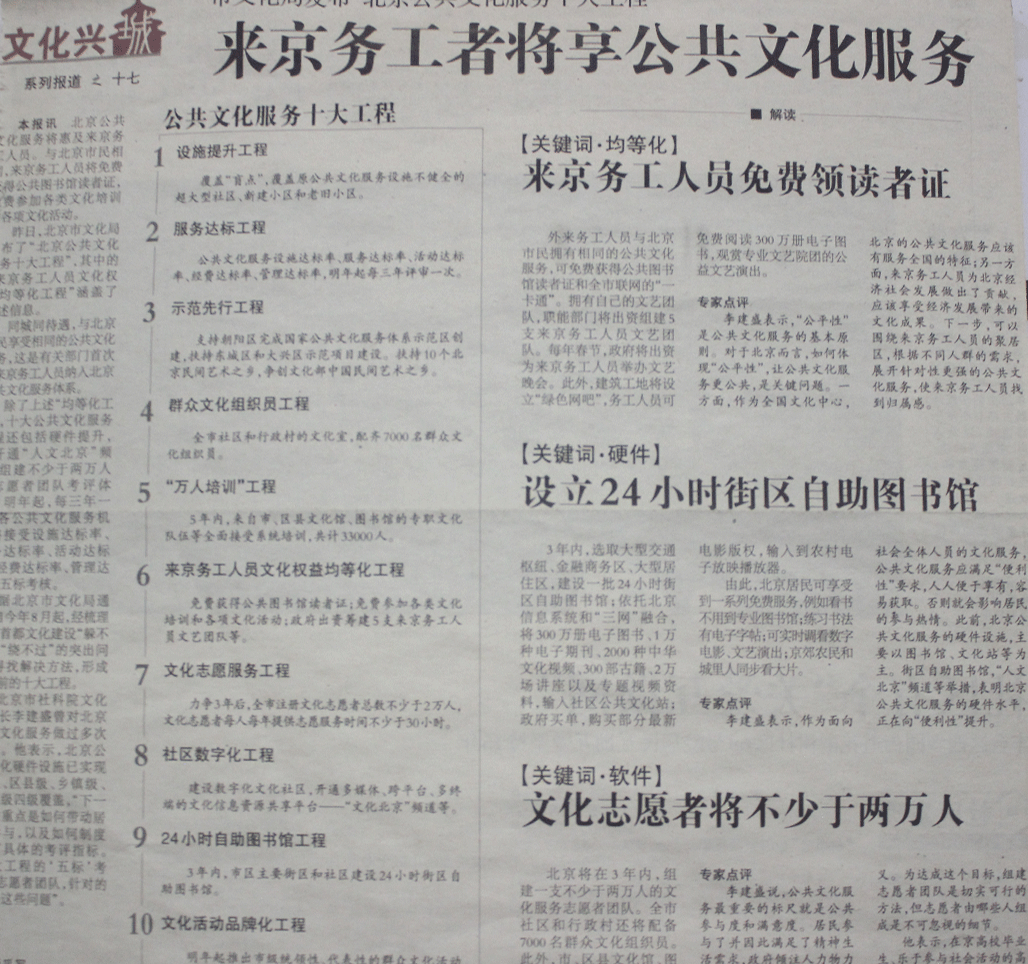 市文化局发布“北京公共文化服务十大工程”
文化兴城
系列报道 之 十七
来京务工者将享公共文化服务
本报讯 北京公共
文化服务将惠及来京务
工人员。与北京市民相
来京务工人员将免费
得公共图书馆读者证,
费参加各类文化培训
各项文化活动。
昨日,北京市文化局
布了“北京公共文化
务十大工程”,其中的
来京务工人员文化权
均等化工程”涵盖了
述信息。
同城同待遇,与北京
民享受相同的公共文化
务,这是有关部门首次
来京务工人员纳入北京
共文化服务体系。
除了上述“均等化工
,十大公共文化服务
程还包括硬件提升,
开通“人文北京”频
组建不少于两万人
志愿者团队考评体
明年起,每三年一
各公共文化服务机
接受设施达标率、
达标率、活动达标
经费达标率、管理达
五标考核。
据北京市文化局通
自今年8月起,经梳理
首都文化建设“躲不
“绕不过”的突出问
寻找解决方法,形成
前的十大工程。
北京市社科院文化
长李建盛曾对北京
文化服务做过多次
。他表示,北京公
化硬件设施已实现
、区县级、乡镇级、
级四级覆盖,“下一
重点是如何带动居
与,以及如何制度
具体的考评指标。
工程的‘五标’考
志愿者团队,针对的
这些问题”。
公共文化服务十大工程
1 设施提升工程
覆盖“盲点”,覆盖原公共文化服务设施不健全的
超大型社区、新建小区和老旧小区。
2 服务达标工程
公共文化服务设施达标率、服务达标率、活动达标
率、经费达标率、管理达标率,明年起每三年评审一次。
3 示范先行工程
支持朝阳区完成国家公共文化服务体系示范区创
建,扶持东城区和大兴区示范项目建设。扶持10个北
京民间艺术之乡,争创文化部中国民间艺术之乡。
4 群众文化组织员工程
全市社区和行政村的文化室,配齐7000名群众文
化组织员。
5 “万人培训”工程
5年内,来自市、区县文化馆、图书馆的专职文化
队伍等全面接受系统培训,共计33000人。
6 来京务工人员文化权益均等化工程
免费获得公共图书馆读者证;免费参加各类文化
培训和各项文化活动;政府出资筹建5支来京务工人
员文艺团队等。
7 文化志愿服务工程
力争3年后,全市注册文化志愿者总数不少于2万人,
文化志愿者每人每年提供志愿服务时间不少于30小时。
8 社区数字化工程
建设数字化文化社区,开通多媒体、跨平台、多终
端的文化信息资源共享平台——“文化北京”频道等。
9 24小时自助图书馆工程
3年内,市区主要街区和社区建设24小时街区自
助图书馆。
10 文化活动品牌化工程
明年起推出市级统领性、代表性的群众文化活动
■ 解读
【关键词·均等化】
来京务工人员免费领读者证
外来务工人员与北京
市民拥有相同的公共文化
服务,可免费获得公共图书
馆读者证和全市联网的“一
卡通”。拥有自己的文艺团
队,职能部门将出资组建5
支来京务工人员文艺团
队。每年春节,政府将出资
为来京务工人员举办文艺
晚会。此外,建筑工地将设
立“绿色网吧”,务工人员可
免费阅读300万册电子图
书,观赏专业文艺院团的公
益文艺演出。
专家点评
李建盛表示,“公平性”
是公共文化服务的基本原
则。对于北京而言,如何体
现“公平性”,让公共文化服
务更公共,是关键问题。一
方面,作为全国文化中心,
北京的公共文化服务应该
有服务全国的特征;另一方
面,来京务工人员为北京经
济社会发展做出了贡献,
应该享受经济发展带来的
文化成果。下一步,可以
围绕来京务工人员的聚居
区,根据不同人群的需求,
展开针对性更强的公共文
化服务,使来京务工人员找
到归属感。
【关键词·硬件】
设立24小时街区自助图书馆
3年内,选取大型交通
枢纽、金融商务区、大型居
住区,建设一批24小时街
区自助图书馆;依托北京
信息系统和“三网”融合,
将300万册电子图书、1万
种电子期刊、2000种中华
文化视频、300部古籍、2万
场讲座以及专题视频资
料,输入社区公共文化站;
政府买单,购买部分最新
电影版权,输入到农村电
子放映播放器。
由此,北京居民可享受
到一系列免费服务,例如看书
不用到专业图书馆;练习书法
有电子字帖;可实时调看数字
电影、文艺演出;京郊农民和
城里人同步看大片。
专家点评
李建盛表示,作为面向
社会全体人员的文化服务,
公共文化服务应满足“便利
性”要求,人人便于享有,容
易获取。否则就会影响居民
的参与热情。此前,北京公
共文化服务的硬件设施,主
要以图书馆、文化站等为
主。街区自助图书馆,“人文
北京”频道等举措,表明北京
公共文化服务的硬件水平,
正在向“便利性”提升。
【关键词·软件】
文化志愿者将不少于两万人
北京将在3年内,组
建一支不少于两万人的文
化服务志愿者团队。全市
社区和行政村还将配备
7000名群众文化组织员。
此外,市、区县文化馆、图
专家点评
李建盛说,公共文化服
务最重要的标尺就是公共
参与度和满意度。居民参
与了并因此满足了精神生
活需求,政府倾注人力物力
义。为达成这个目标,组建
志愿者团队是切实可行的
方法,但志愿者由哪些人组
成是不可忽视的细节。
他表示,在京高校毕业
生、乐于参与社会活动的高